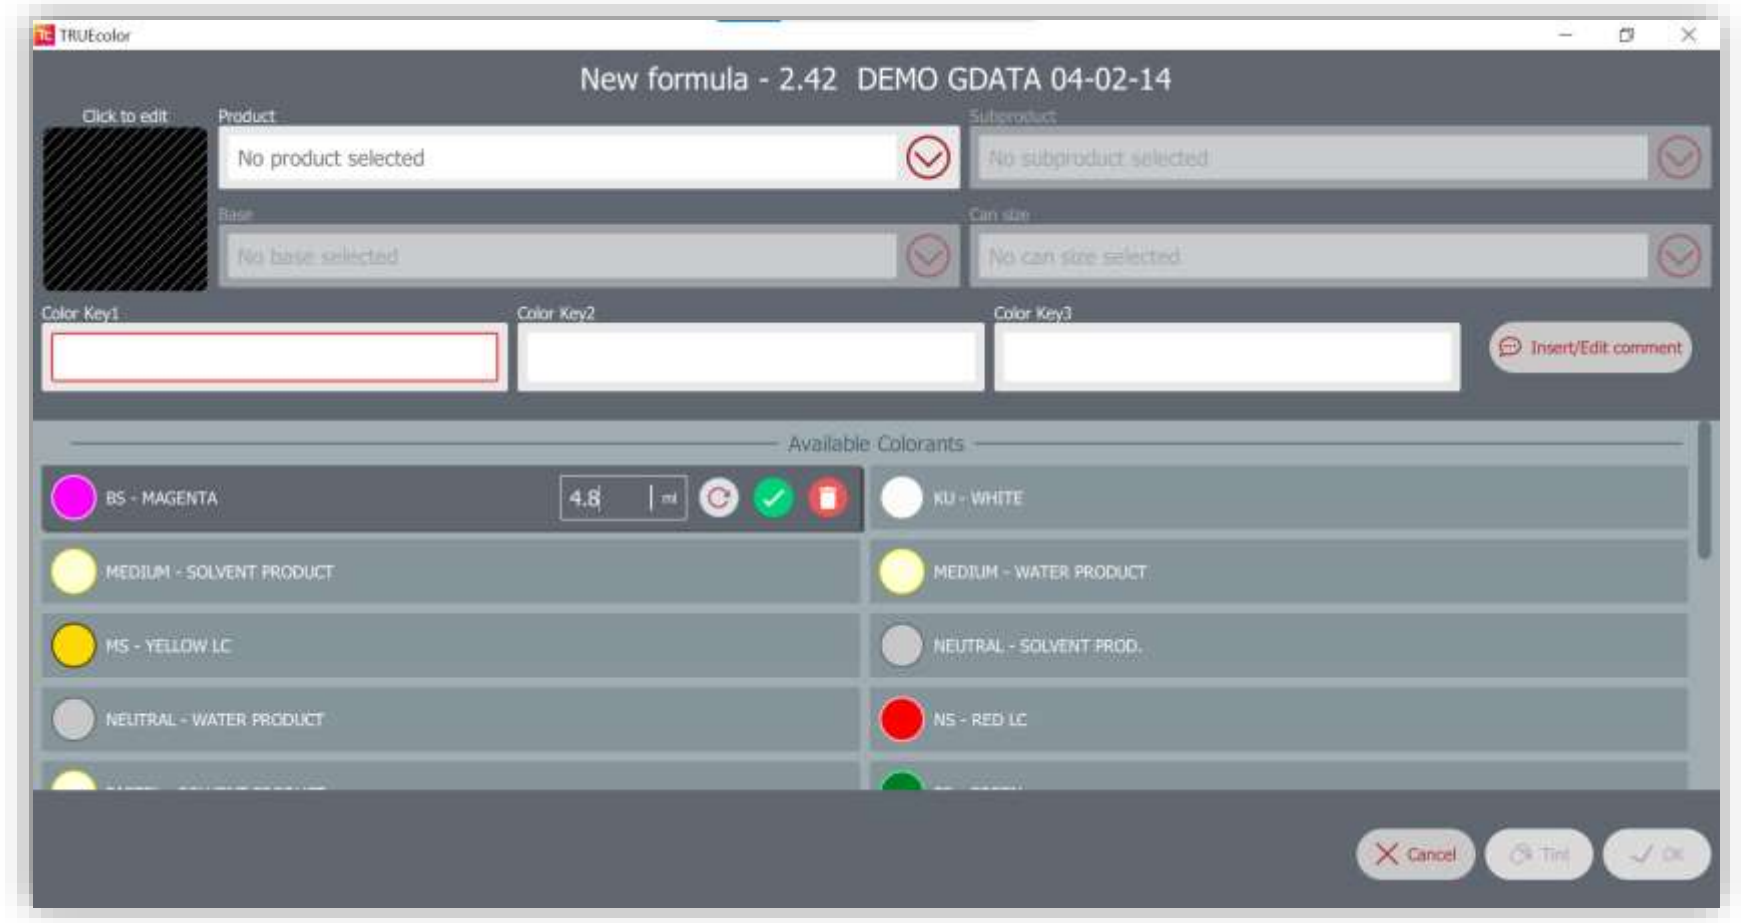 TRUEcolor
New formula - 2.42 DEMO GDATA 04-02-14
Click to edit
Product
Subproduct
No product selected
No subproduct selected
Base
Can size
No base selected
No can size selected
Color Key1
Color Key2
Color Key3
Insert/Edit comment
Available Colorants
BS - MAGENTA
4.8
ml
KU - WHITE
MEDIUM - SOLVENT PRODUCT
MEDIUM - WATER PRODUCT
MS - YELLOW LC
NEUTRAL - SOLVENT PROD.
NEUTRAL - WATER PRODUCT
NS - RED LC
Cancel
Tint
OK